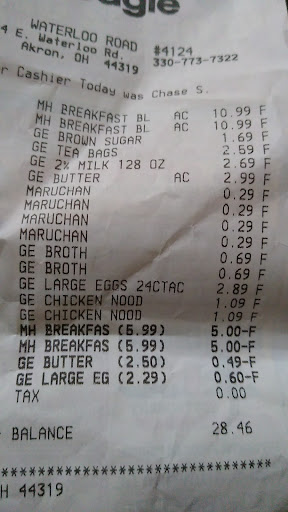 agle
WATERLOO ROAD
4 E. Waterloo Rd. #4124
Akron, OH 44319 330-773-7322
r Cashier Today was Chase S.
MH BREAKFAST BL AC 10.99 F
MH BREAKFAST BL AC 10.99 F
GE BROWN SUGAR 1.69 F
GE TEA BAGS 2.59 F
GE 2% MILK 128 OZ 2.69 F
GE BUTTER AC 2.99 F
MARUCHAN 0.29 F
MARUCHAN 0.29 F
MARUCHAN 0.29 F
MARUCHAN 0.29 F
GE BROTH 0.69 F
GE BROTH 0.69 F
GE LARGE EGGS 24CTAC 2.89 F
GE CHICKEN NOOD 1.09 F
GE CHICKEN NOOD 1.09 F
MH BREAKFAS (5.99) 5.00-F
MH BREAKFAS (5.99) 5.00-F
GE BUTTER (2.50) 0.49-F
GE LARGE EG (2.29) 0.60-F
TAX 0.00
BALANCE 28.46
********************************
H 44319